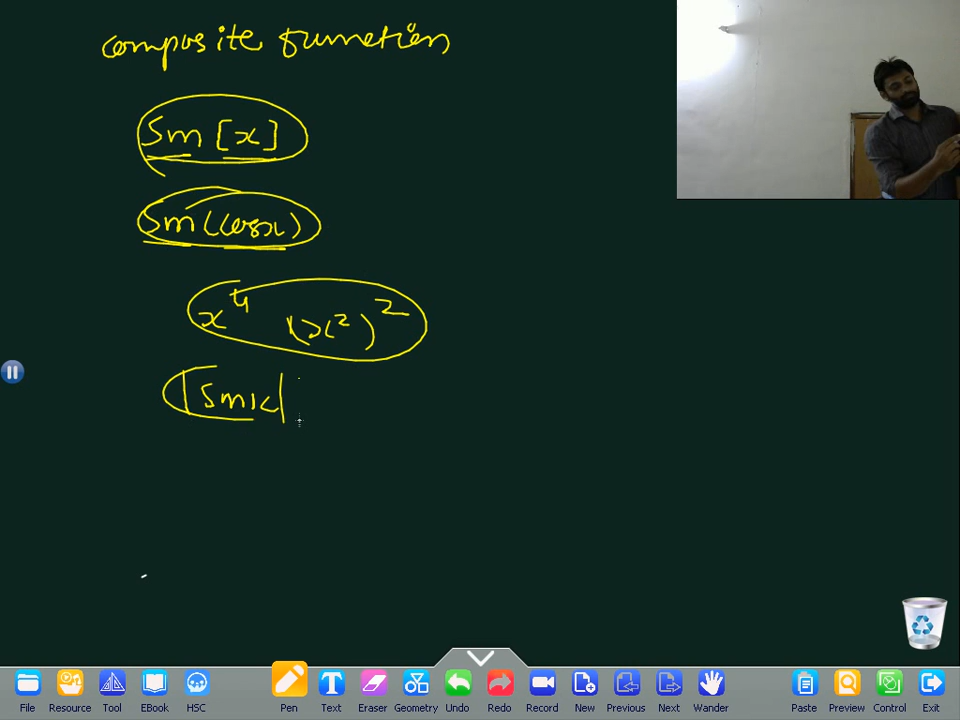 composite function
Sin [x]
Sin (cosx)
x⁴ (x²)²
|Sinx|
File Resource Tool EBook HSC Pen Text Eraser Geometry Undo Redo Record New Previous Next Wander Paste Preview Control Exit